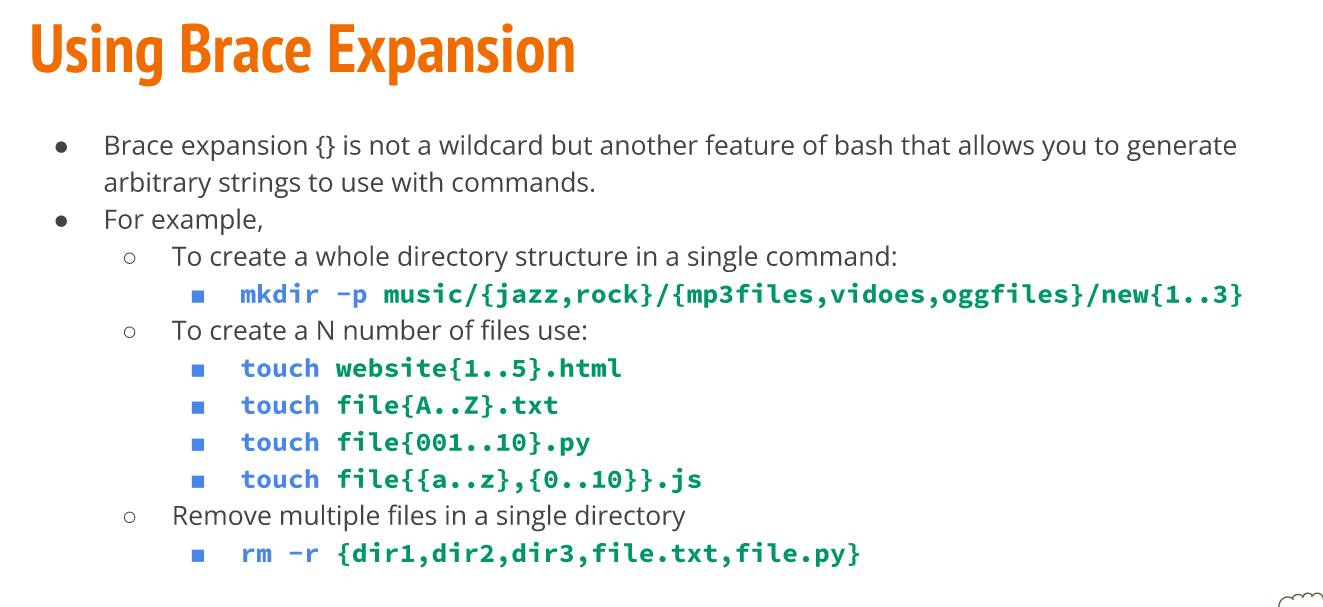 Using Brace Expansion
● Brace expansion {} is not a wildcard but another feature of bash that allows you to generate
arbitrary strings to use with commands.
● For example,
○ To create a whole directory structure in a single command:
■ mkdir -p music/{jazz,rock}/{mp3files,vidoes,oggfiles}/new{1..3}
○ To create a N number of files use:
■ touch website{1..5}.html
■ touch file{A..Z}.txt
■ touch file{001..10}.py
■ touch file{{a..z},{0..10}}.js
○ Remove multiple files in a single directory
■ rm -r {dir1,dir2,dir3,file.txt,file.py}